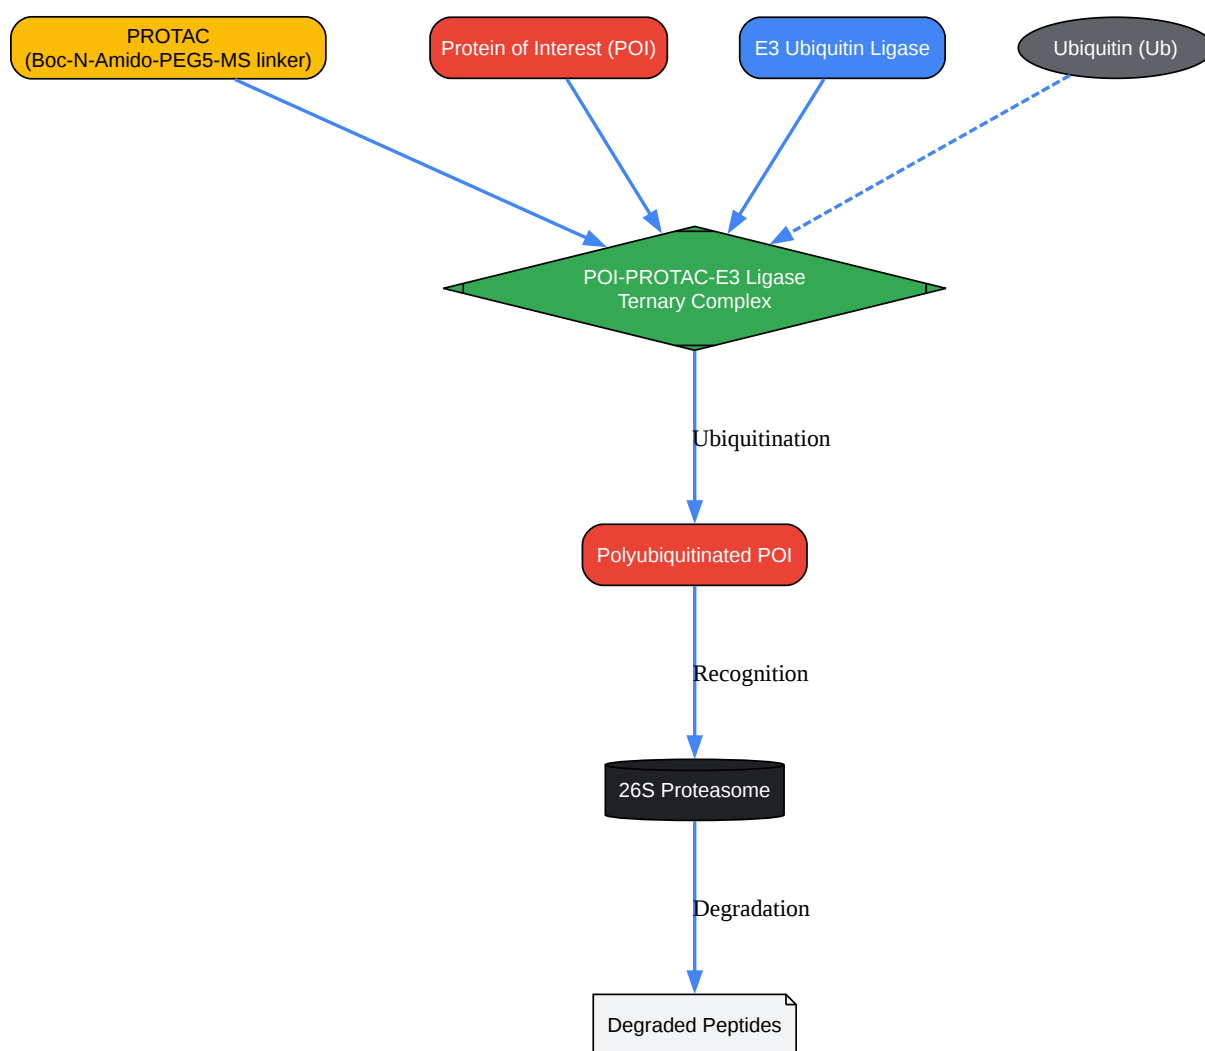 PROTAC
(Boc-N-Amido-PEG5-MS linker)
Protein of Interest (POI)
E3 Ubiquitin Ligase
Ubiquitin (Ub)
POI-PROTAC-E3 Ligase
Ternary Complex
Ubiquitination
Polyubiquitinated POI
Recognition
26S Proteasome
Degradation
Degraded Peptides